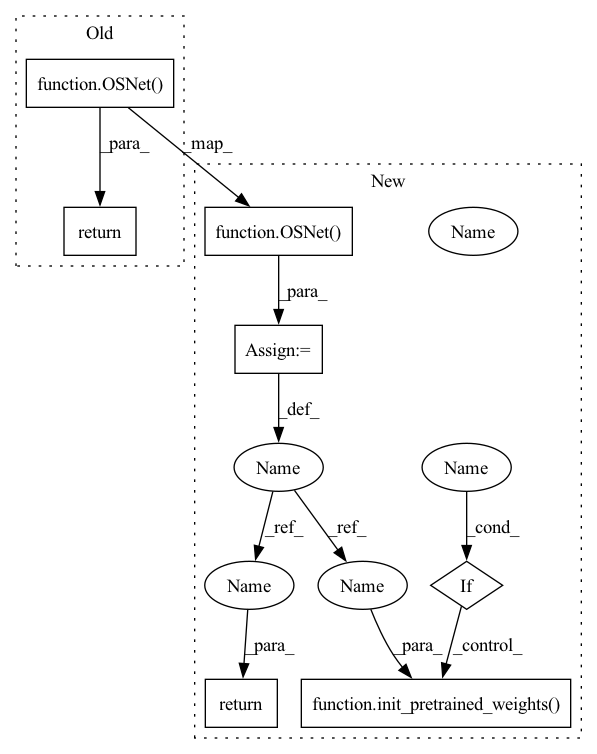 Old
function.OSNet()
_para_
_map_
return
New
function.OSNet()
Name
_para_
Assign:=
_def_
Name
Name
_ref_
_ref_
_cond_
Name
Name
If
_para_
_para_
_control_
return
function.init_pretrained_weights()